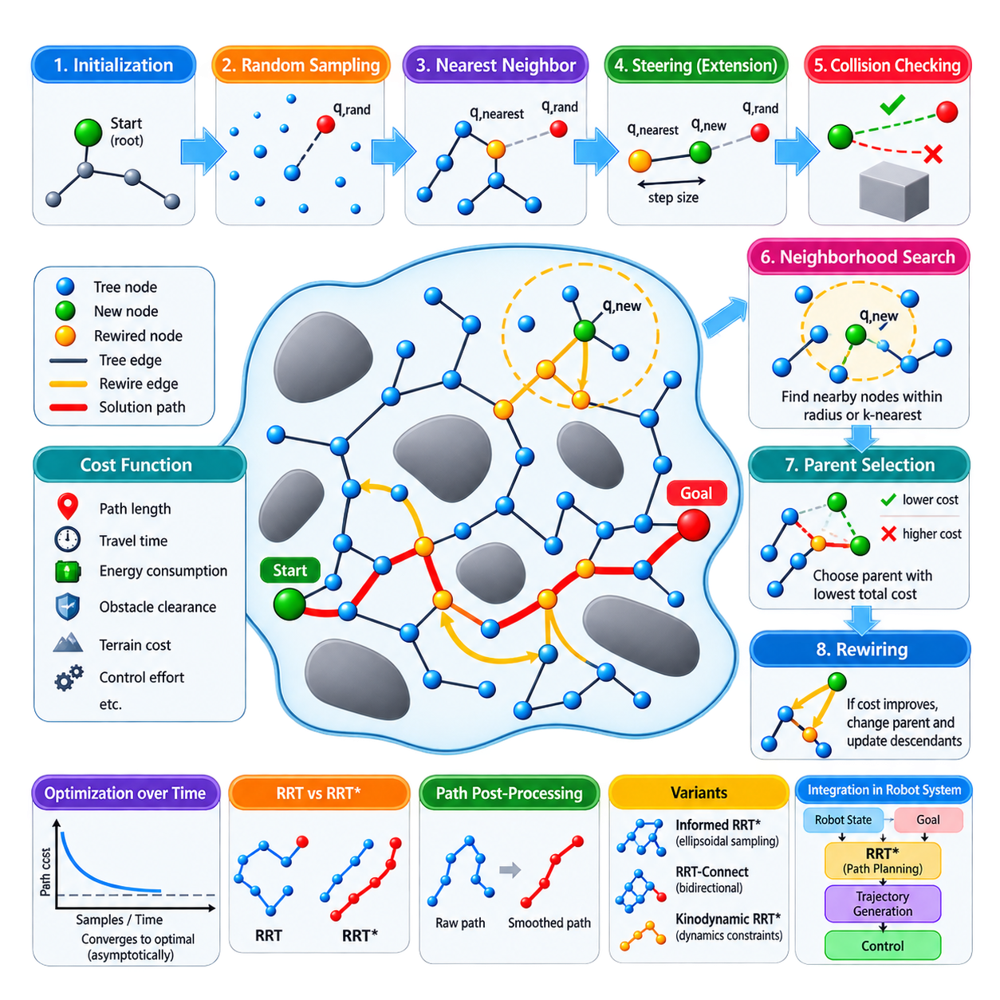 1. Initialization
Start
(root)
2. Random Sampling
q,rand
3. Nearest Neighbor
q,nearest
q,rand
4. Steering (Extension)
q,nearest
q,new
q,rand
step size
5. Collision Checking
Tree node
New node
Rewired node
Tree edge
Rewire edge
Solution path
Cost Function
Path length
Travel time
Energy consumption
Obstacle clearance
Terrain cost
Control effort
etc.
q,new
Goal
Start
6. Neighborhood Search
q,new
Find nearby nodes within
radius or k-nearest
7. Parent Selection
lower cost
higher cost
Choose parent with
lowest total cost
8. Rewiring
If cost improves,
change parent and
update descendants
Optimization over Time
Path cost
Samples / Time
Converges to optimal
(asymptotically)
RRT vs RRT*
RRT
RRT*
Path Post-Processing
Raw path
Smoothed path
Variants
Informed RRT*
(ellipsoidal sampling)
RRT-Connect
(bidirectional)
Kinodynamic RRT*
(dynamics constraints)
Integration in Robot System
Robot State
Goal
RRT*
(Path Planning)
Trajectory
Generation
Control